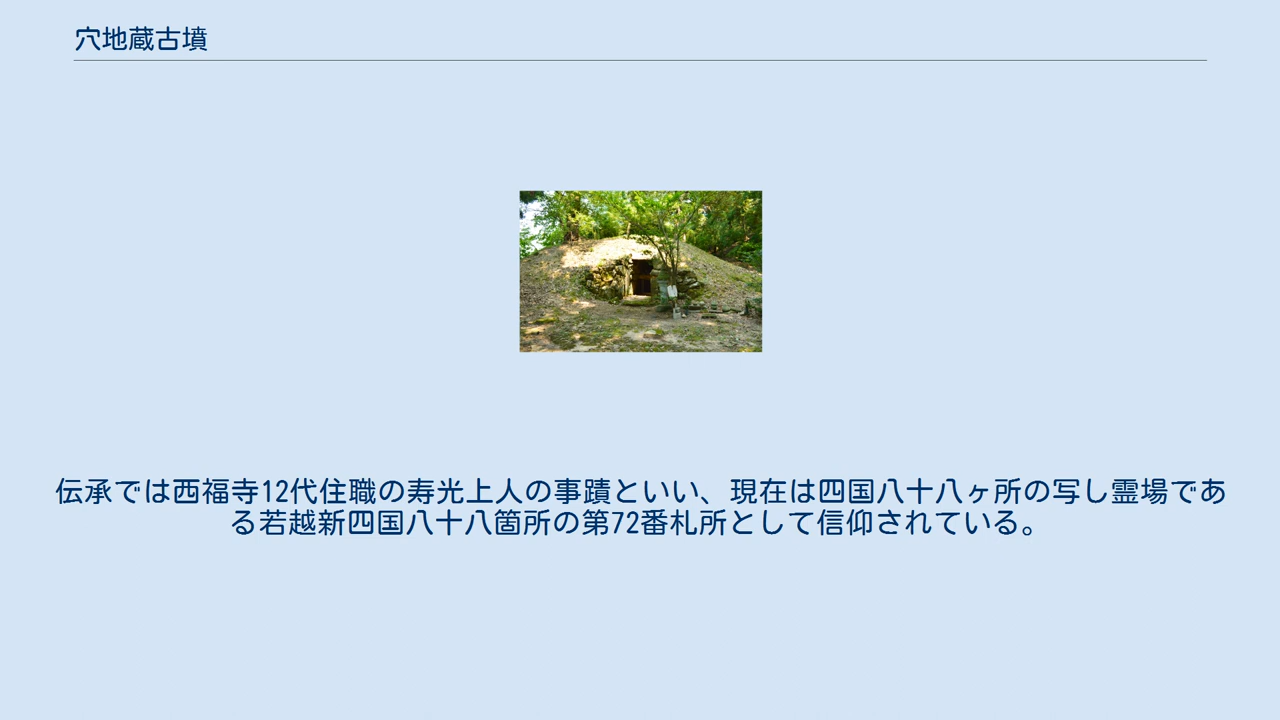 穴地蔵古墳
伝承では西福寺12代住職の寿光上人の事蹟といい、現在は四国八十八ヶ所の写し霊場であ
る若越新四国八十八箇所の第72番札所として信仰されている。